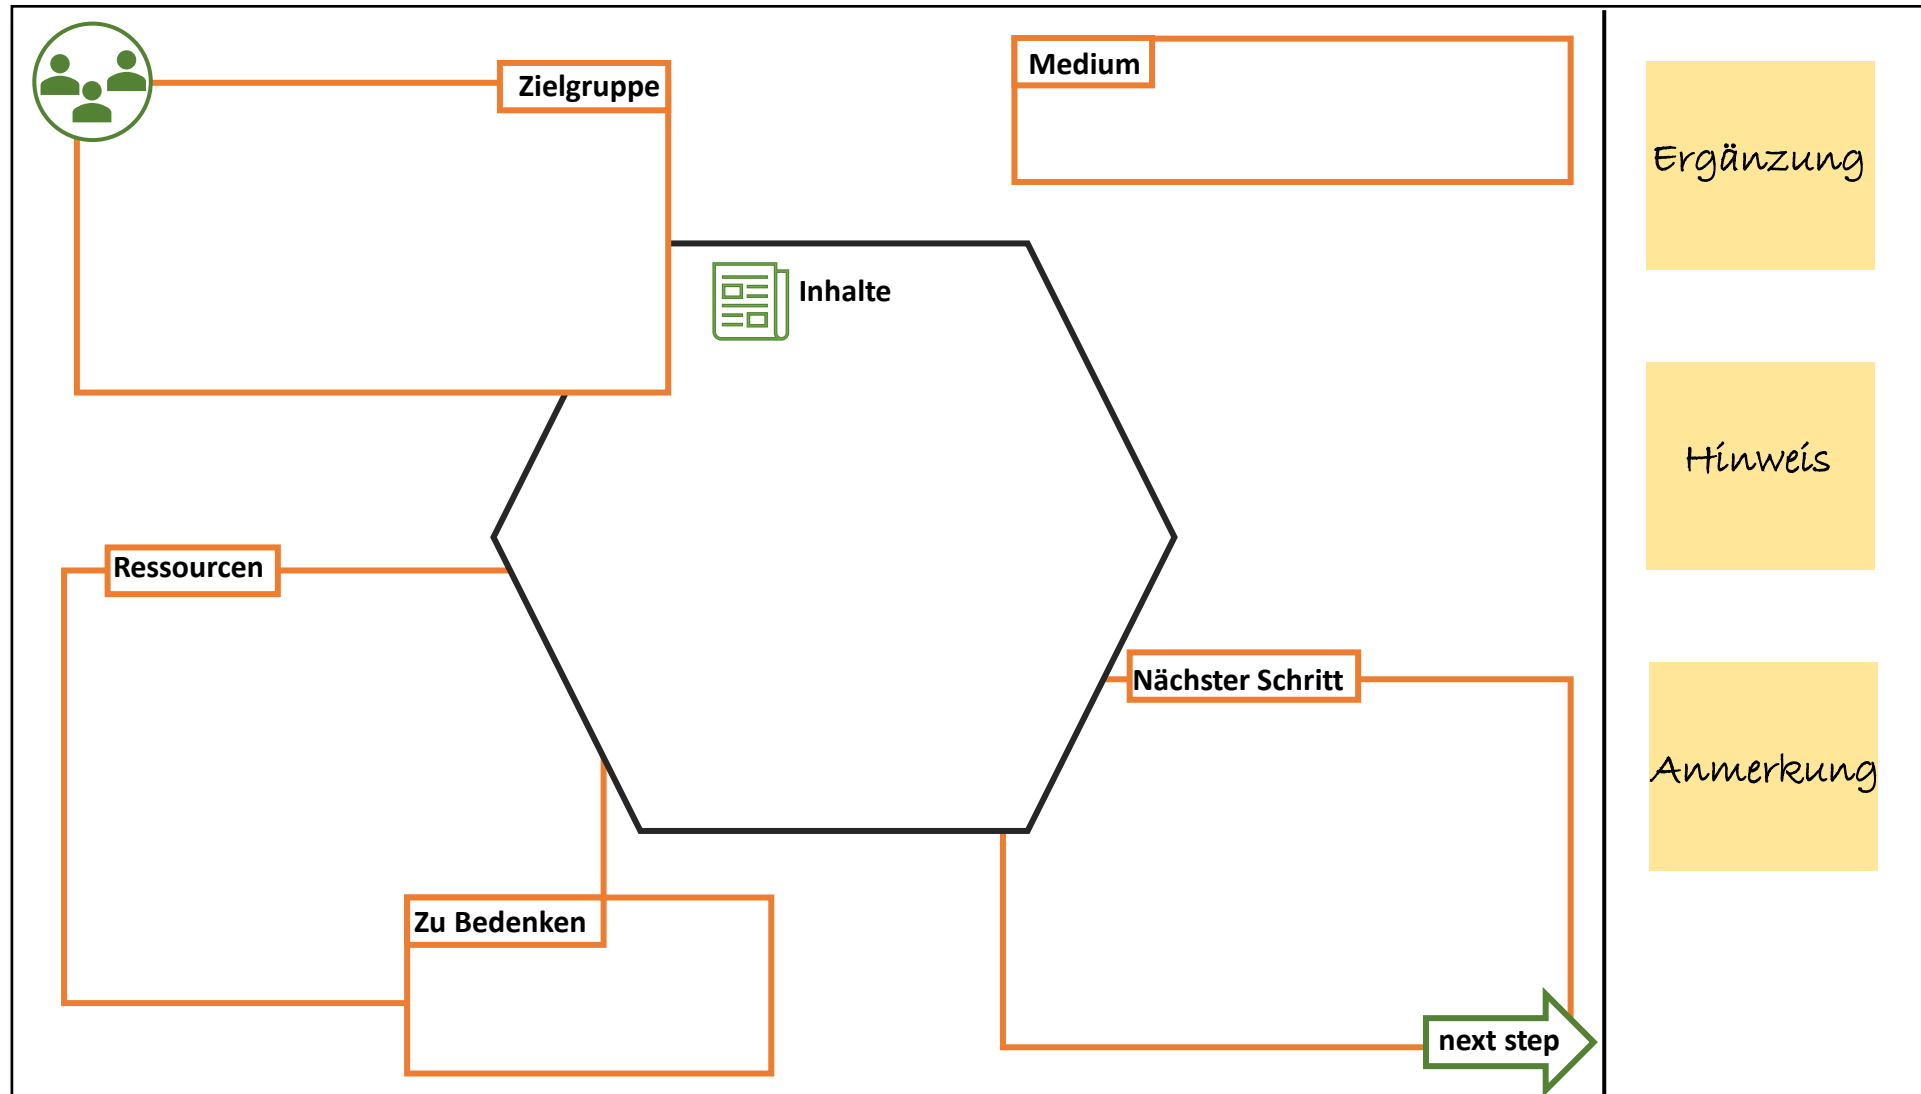 Zielgruppe
Medium
Inhalte
Ressourcen
Nächster Schritt
Zu Bedenken
next step
Ergänzung
Hinweis
Anmerkung